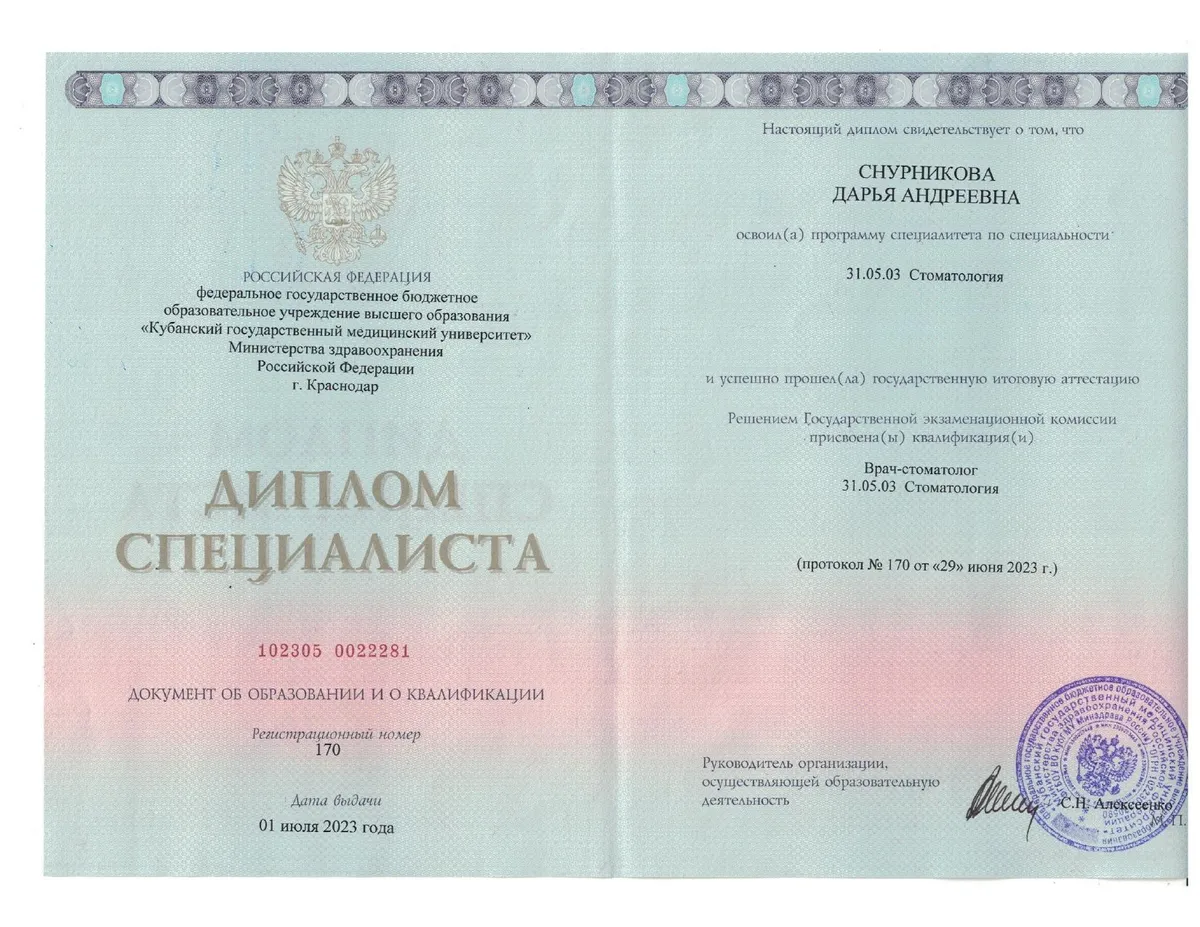 РОССИЙСКАЯ ФЕДЕРАЦИЯ
федеральное государственное бюджетное
образовательное учреждение высшего образования
«Кубанский государственный медицинский университет»
Министерства здравоохранения
Российской Федерации
г. Краснодар
ДИПЛОМ
СПЕЦИАЛИСТА
102305 0022281
ДОКУМЕНТ ОБ ОБРАЗОВАНИИ И О КВАЛИФИКАЦИИ
Регистрационный номер
170
Дата выдачи
01 июля 2023 года
Настоящий диплом свидетельствует о том, что
СНУРНИКОВА
ДАРЬЯ АНДРЕЕВНА
освоил(а) программу специалитета по специальности
31.05.03 Стоматология
и успешно прошел(ла) государственную итоговую аттестацию
Решением Государственной экзаменационной комиссии
присвоена(ы) квалификация(и)
Врач-стоматолог
31.05.03 Стоматология
(протокол № 170 от «29» июня 2023 г.)
Руководитель организации,
осуществляющей образовательную
деятельность
С.Н. Алексеенко
М.П.